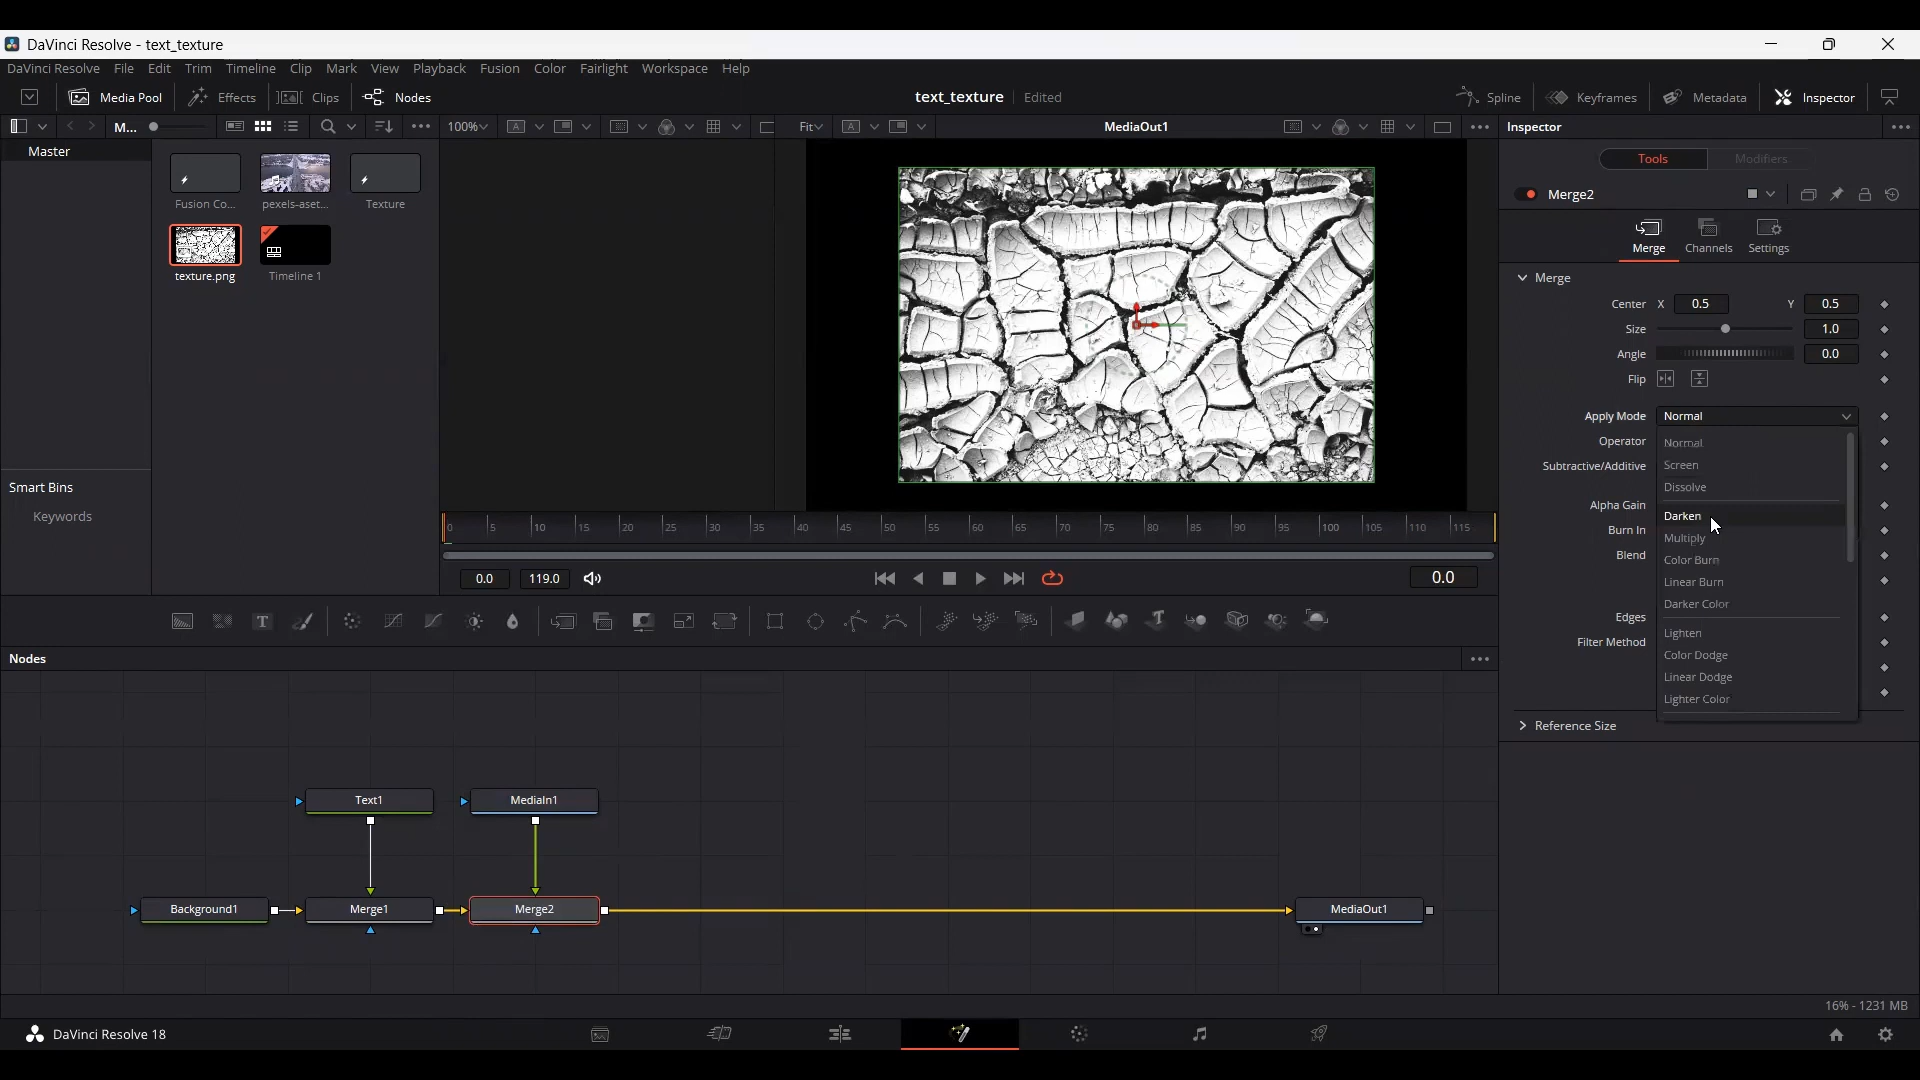 DaVinci Resolve - text_texture
DaVinci Resolve File Edit Trim Timeline Clip Mark View Playback Fusion Color Fairlight Workspace Help
Media Pool Effects Clips Nodes text_texture Edited Spline Keyframes Metadata Inspector
M... 100% A Fit A MediaOut1 Inspector
Master
Tools Modifiers
Fusion Co... pexels-aset... Texture
Merge2
texture.png Timeline 1
Merge Channels Settings
Merge
Center X 0.5 Y 0.5
Size 1.0
Angle 0.0
Flip
Apply Mode Normal
Operator Normal
Subtractive/Additive Screen
Dissolve
Smart Bins
Keywords
Alpha Gain Darken
Burn In Multiply
Blend Color Burn
Linear Burn
Darker Color
Edges
Filter Method Lighten
Color Dodge
Linear Dodge
Lighter Color
Reference Size
0 5 10 15 20 25 30 35 40 45 50 55 60 65 70 75 80 85 90 95 100 105 110 115
0.0 119.0 0.0
T T
Nodes
Text1 MediaIn1
Background1 Merge1 Merge2 MediaOut1
16% - 1231 MB
DaVinci Resolve 18